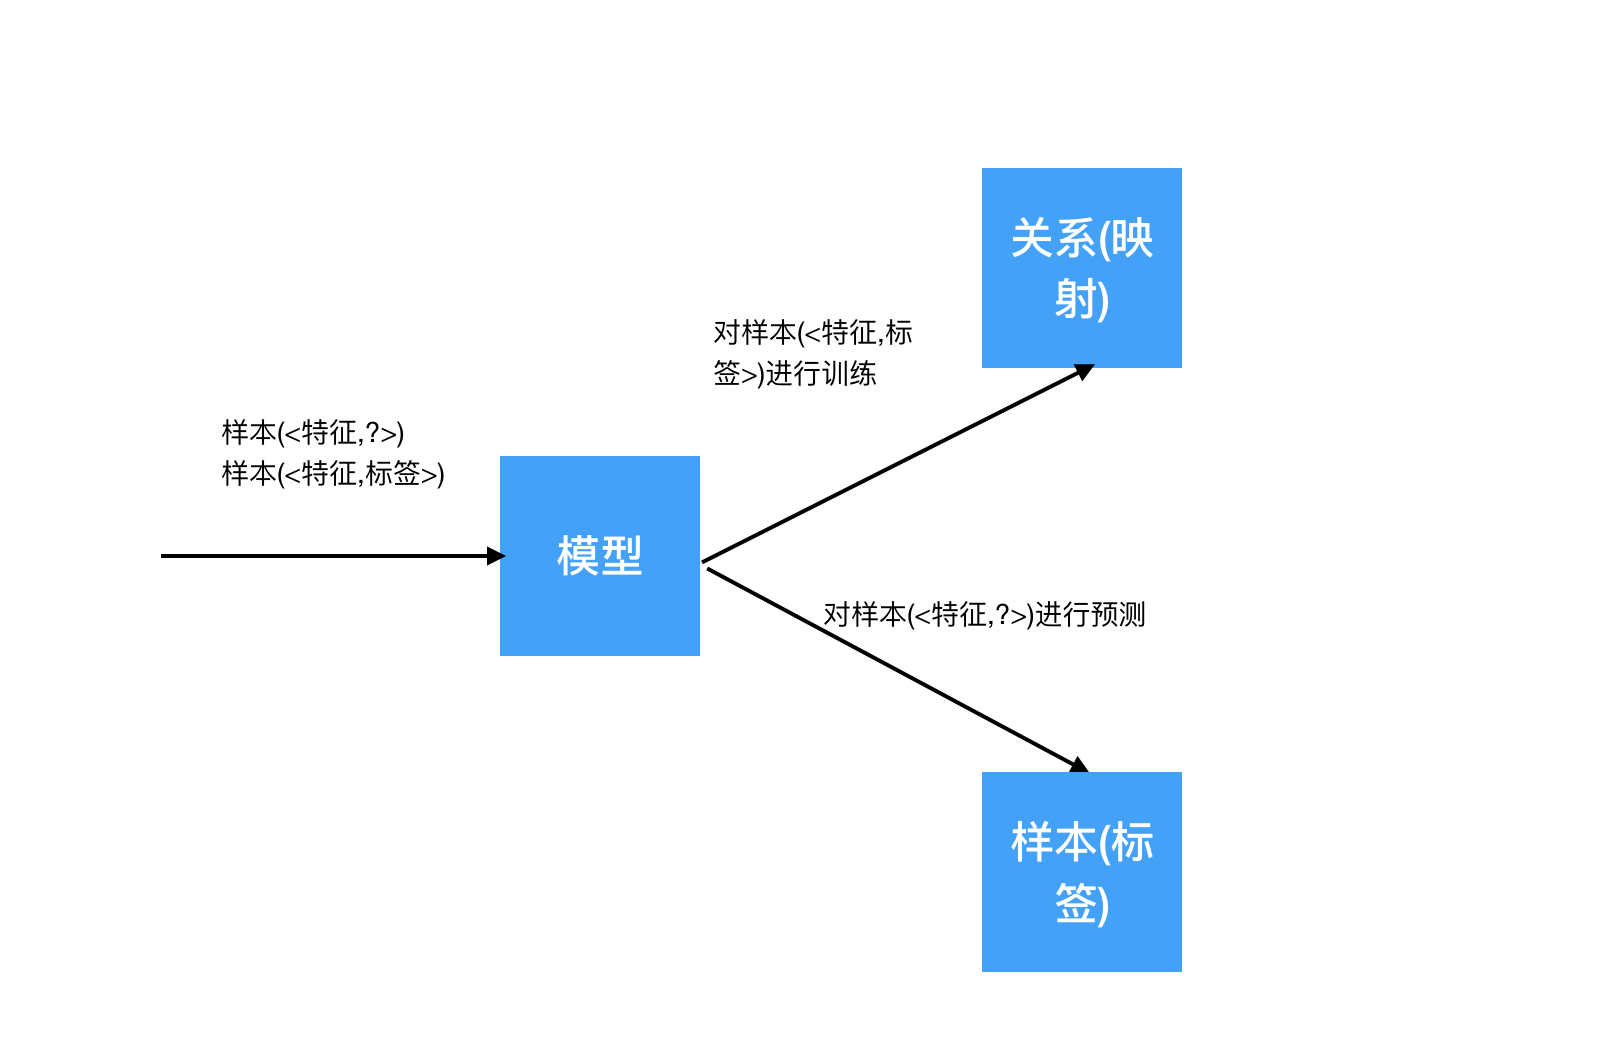 关系(映
射)
对样本(<特征,标
签>)进行训练
样本(<特征,?>)
样本(<特征,标签>)
模型
对样本(<特征,?>)进行预测
样本(标
签)